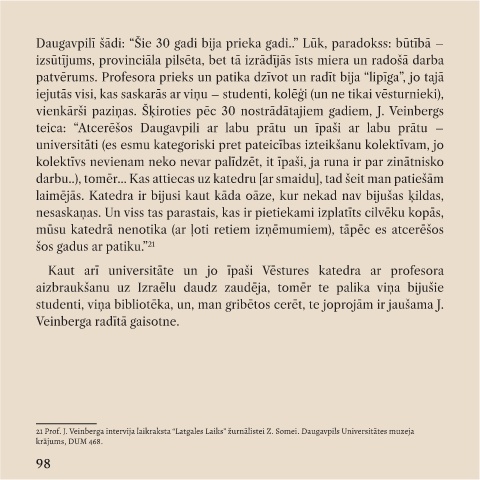 Daugavpilī šādi: “Šie 30 gadi bija prieka gadi..” Lūk, paradokss: būtībā –
izsūtījums, provinciāla pilsēta, bet tā izrādījās īsts miera un radošā darba
patvērums. Profesora prieks un patika dzīvot un radīt bija “lipīga”, jo tajā
iejutās visi, kas saskarās ar viņu – studenti, kolēģi (un ne tikai vēsturnieki),
vienkārši paziņas. Šķiroties pēc 30 nostrādātajiem gadiem, J. Veinbergs
teica: “Atcerēšos Daugavpili ar labu prātu un īpaši ar labu prātu –
universitāti (es esmu kategoriski pret pateicības izteikšanu kolektīvam, jo
kolektīvs nevienam neko nevar palīdzēt, it īpaši, ja runa ir par zinātnisko
darbu..), tomēr... Kas attiecas uz katedru [ar smaidu], tad šeit man patiešām
laimējās. Katedra ir bijusi kaut kāda oāze, kur nekad nav bijušas ķildas,
nesaskaņas. Un viss tas parastais, kas ir pietiekami izplatīts cilvēku kopās,
mūsu katedrā nenotika (ar ļoti retiem izņēmumiem), tāpēc es atcerēšos
šos gadus ar patiku.”21
Kaut arī universitāte un jo īpaši Vēstures katedra ar profesora
aizbraukšanu uz Izraēlu daudz zaudēja, tomēr te palika viņa bijušie
studenti, viņa bibliotēka, un, man gribētos cerēt, te joprojām ir jaušama J.
Veinberga radītā gaisotne.
21 Prof. J. Veinberga intervija laikraksta “Latgales Laiks” žurnālistei Z. Somei. Daugavpils Universitātes muzeja
krājums, DUM 468.
98